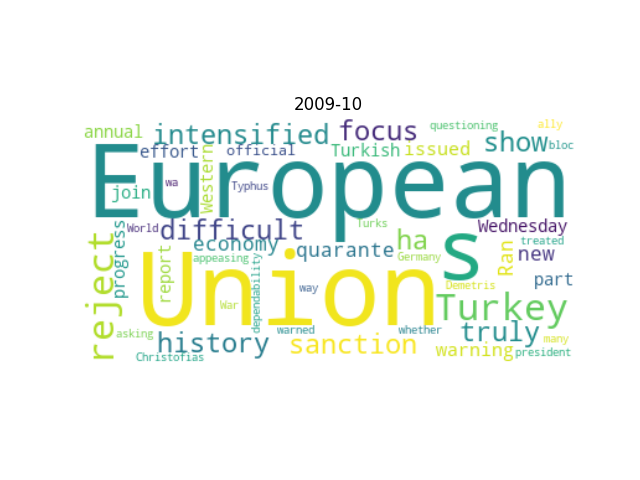 2009-10
annual intensified focus questioning ally
effort official Turkish issued show bloc
European
join wa Western Typhus
World difficult Turks ha s Wednesday
reject progress economy quarante treated
report appeasing Germany Ran new
Union
dependability way Demetris part
War Turkey
asking history warned whether truly many
Christofias sanction warning president